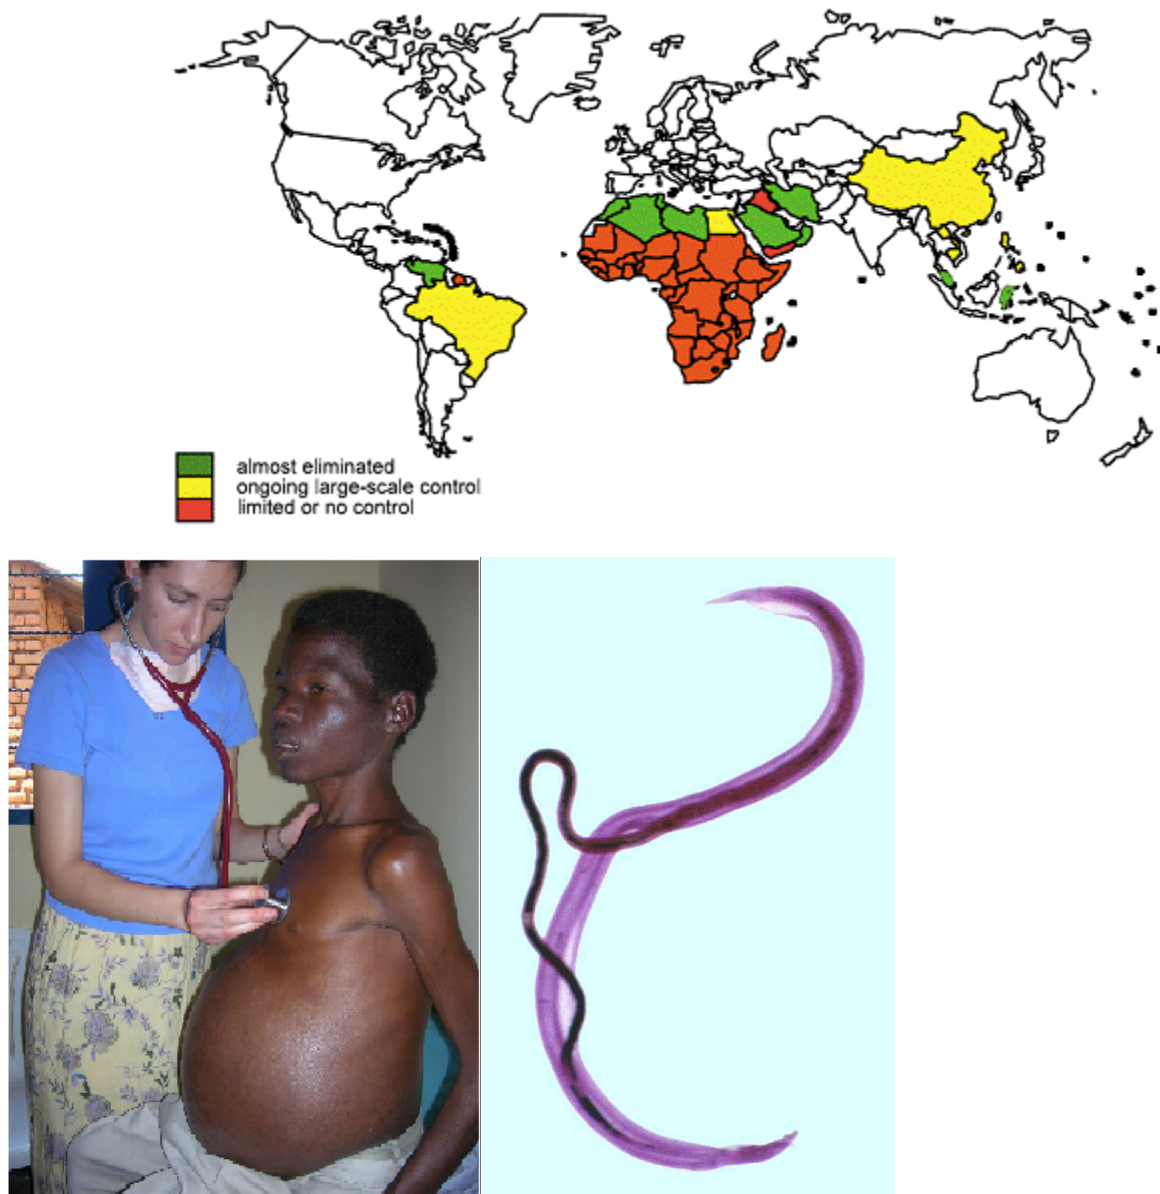 almost eliminated
ongoing large-scale control
limited or no control